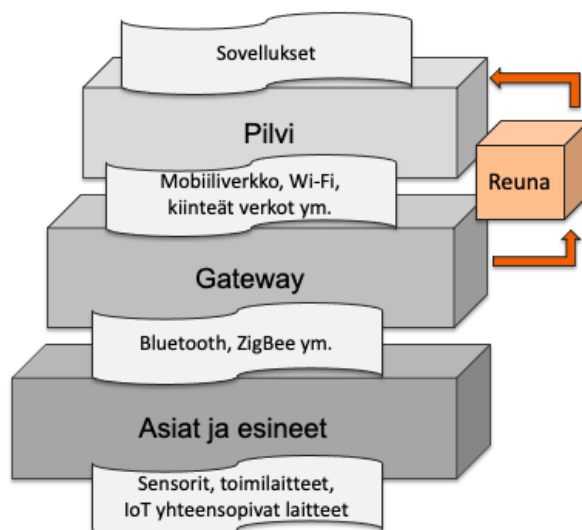 Sovellukset
Pilvi
Mobiiliverkko, Wi-Fi,
kiinteät verkot ym.
Reuna
Gateway
Bluetooth, ZigBee ym.
Asiat ja esineet
Sensorit, toimilaitteet,
IoT yhteensopivat laitteet